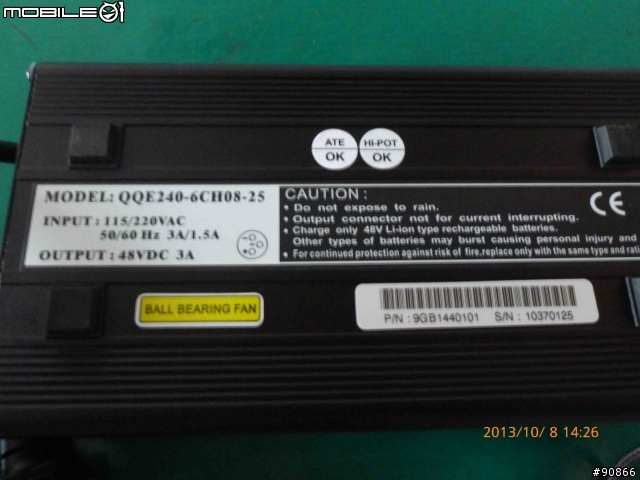 MOBILE01
ATE
OK
HI-POT
OK
MODEL: QQE240-6CH08-25
INPUT : 115/220VAC
50/60 Hz 3A/1.5A
OUTPUT : 48VDC 3A
CAUTION :
• Do not expose to rain.
• Output connector not for current interrupting.
• Charge only 48V Li-ion type rechargeable batteries.
Other types of batteries may burst causing personal injury and
• For continued protection against risk of fire,replace only with the same type and
CE
BALL BEARING FAN
P/N : 9GB1440101 S/N : 10370125
2013/10/ 8 14:26
#90866